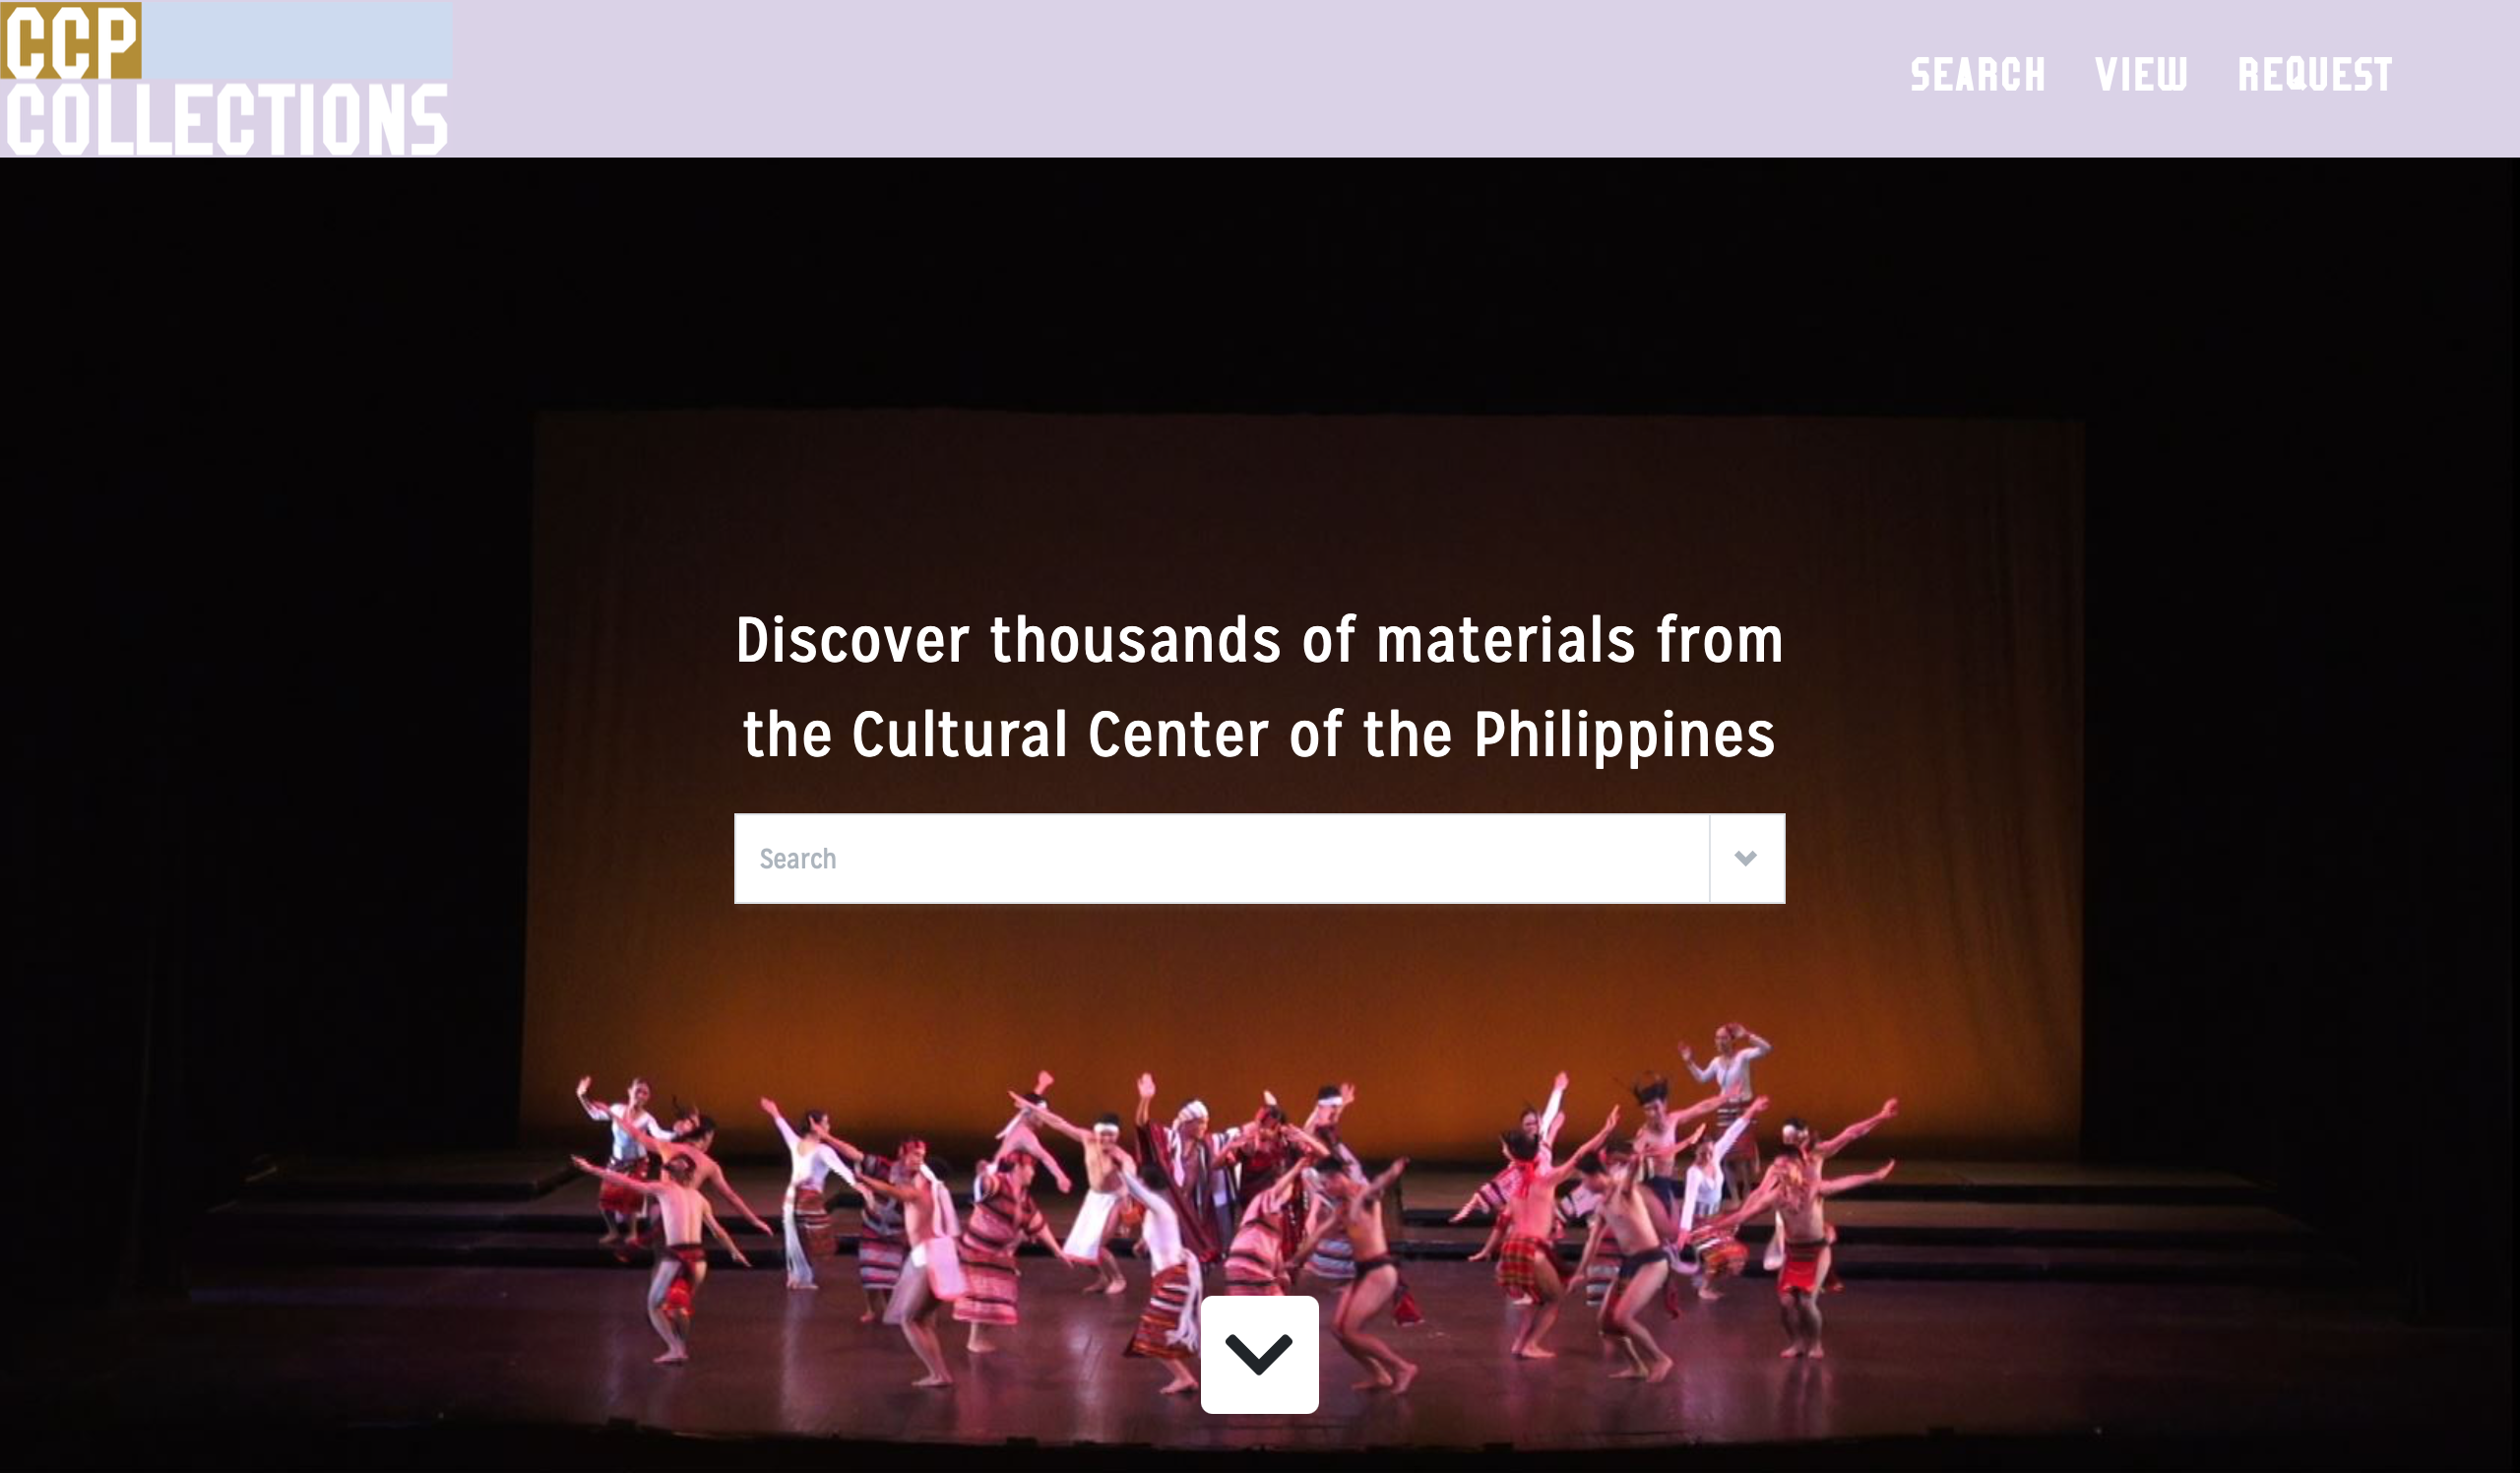 CCP
COLLECTIONS
SEARCH VIEW REQUEST
Discover thousands of materials from
the Cultural Center of the Philippines
Search